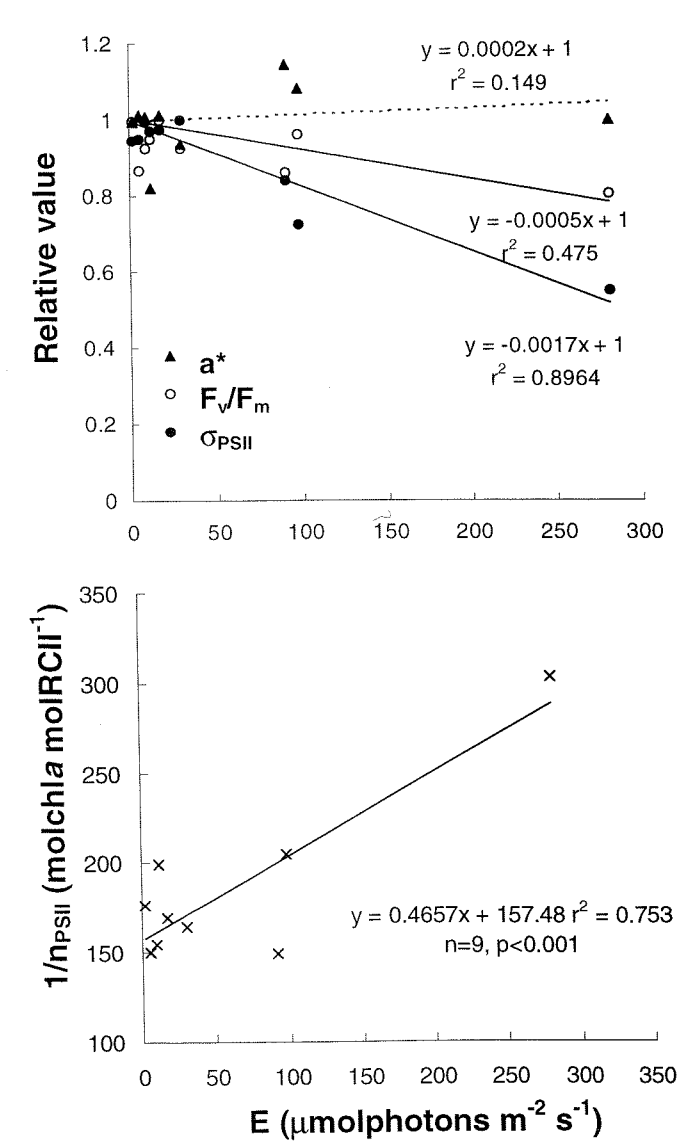 1.2
1
0.8
0.6
0.4
0.2
0
Relative value
y = 0.0002x + 1
r² = 0.149
y = -0.0005x + 1
r² = 0.475
y = -0.0017x + 1
r² = 0.8964
a*
Fv/Fm
σPSII
0 50 100 150 200 250 300
350
300
250
200
150
100
1/nPSII (molchla molRCII⁻¹)
y = 0.4657x + 157.48 r² = 0.753
n=9, p<0.001
0 50 100 150 200 250 300 350
E (μmolphotons m⁻² s⁻¹)